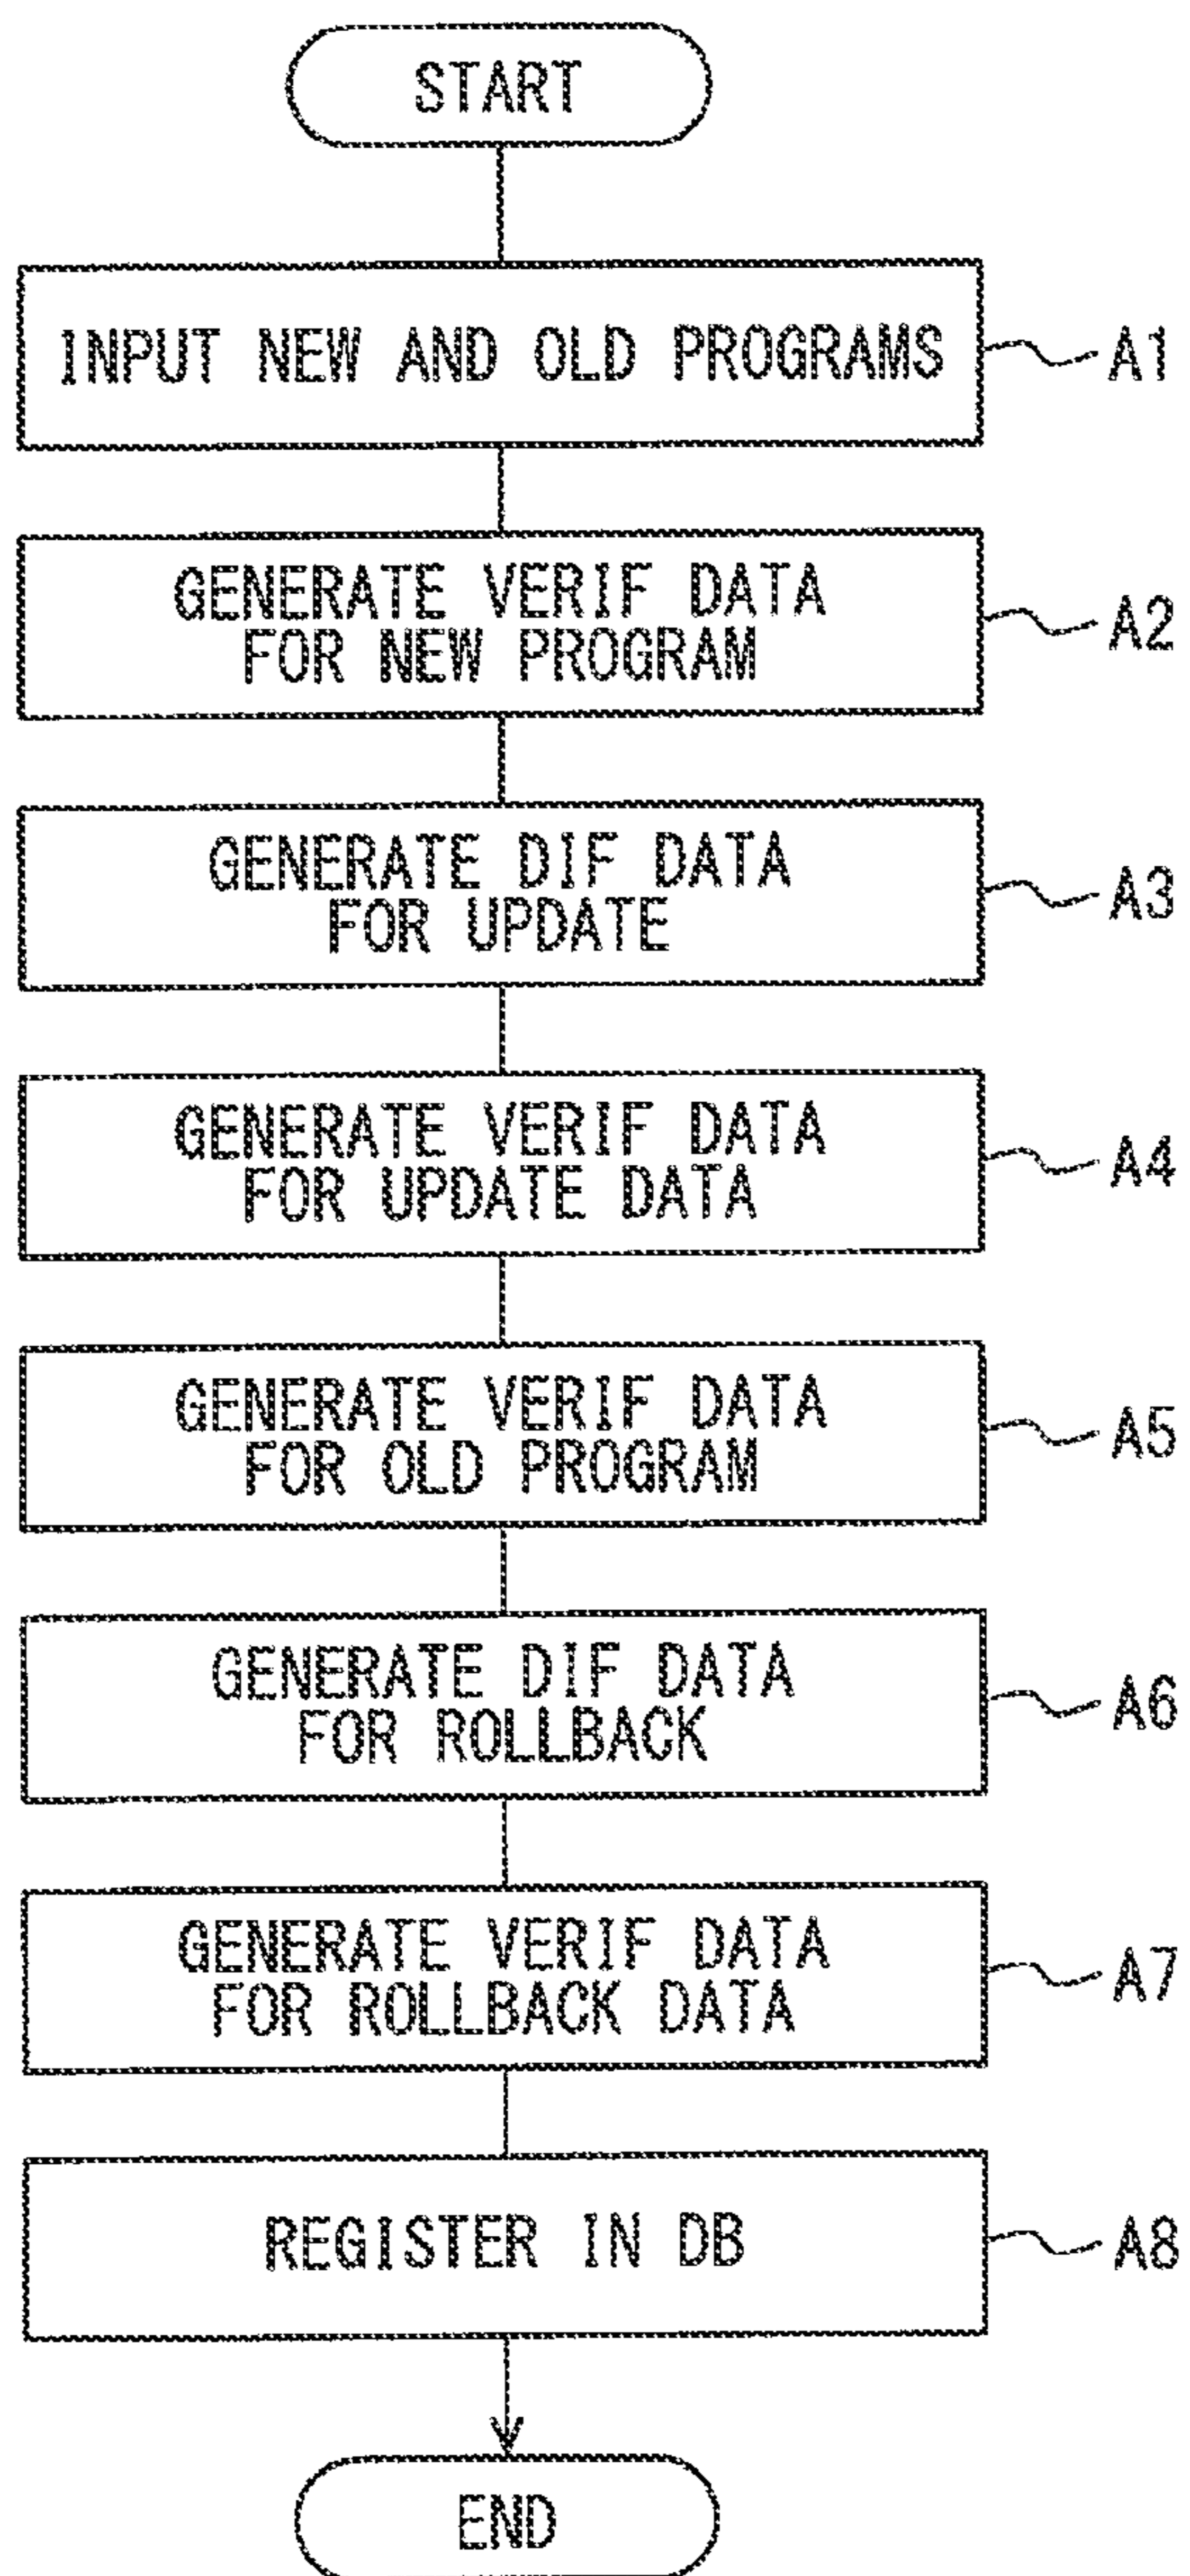 START
INPUT NEW AND OLD PROGRAMS
A1
GENERATE VERIF DATA
FOR NEW PROGRAM
A2
GENERATE DIF DATA
FOR UPDATE
A3
GENERATE VERIF DATA
FOR UPDATE DATA
A4
GENERATE VERIF DATA
FOR OLD PROGRAM
A5
GENERATE DIF DATA
FOR ROLLBACK
A6
GENERATE VERIF DATA
FOR ROLLBACK DATA
A7
REGISTER IN DB
A8
END